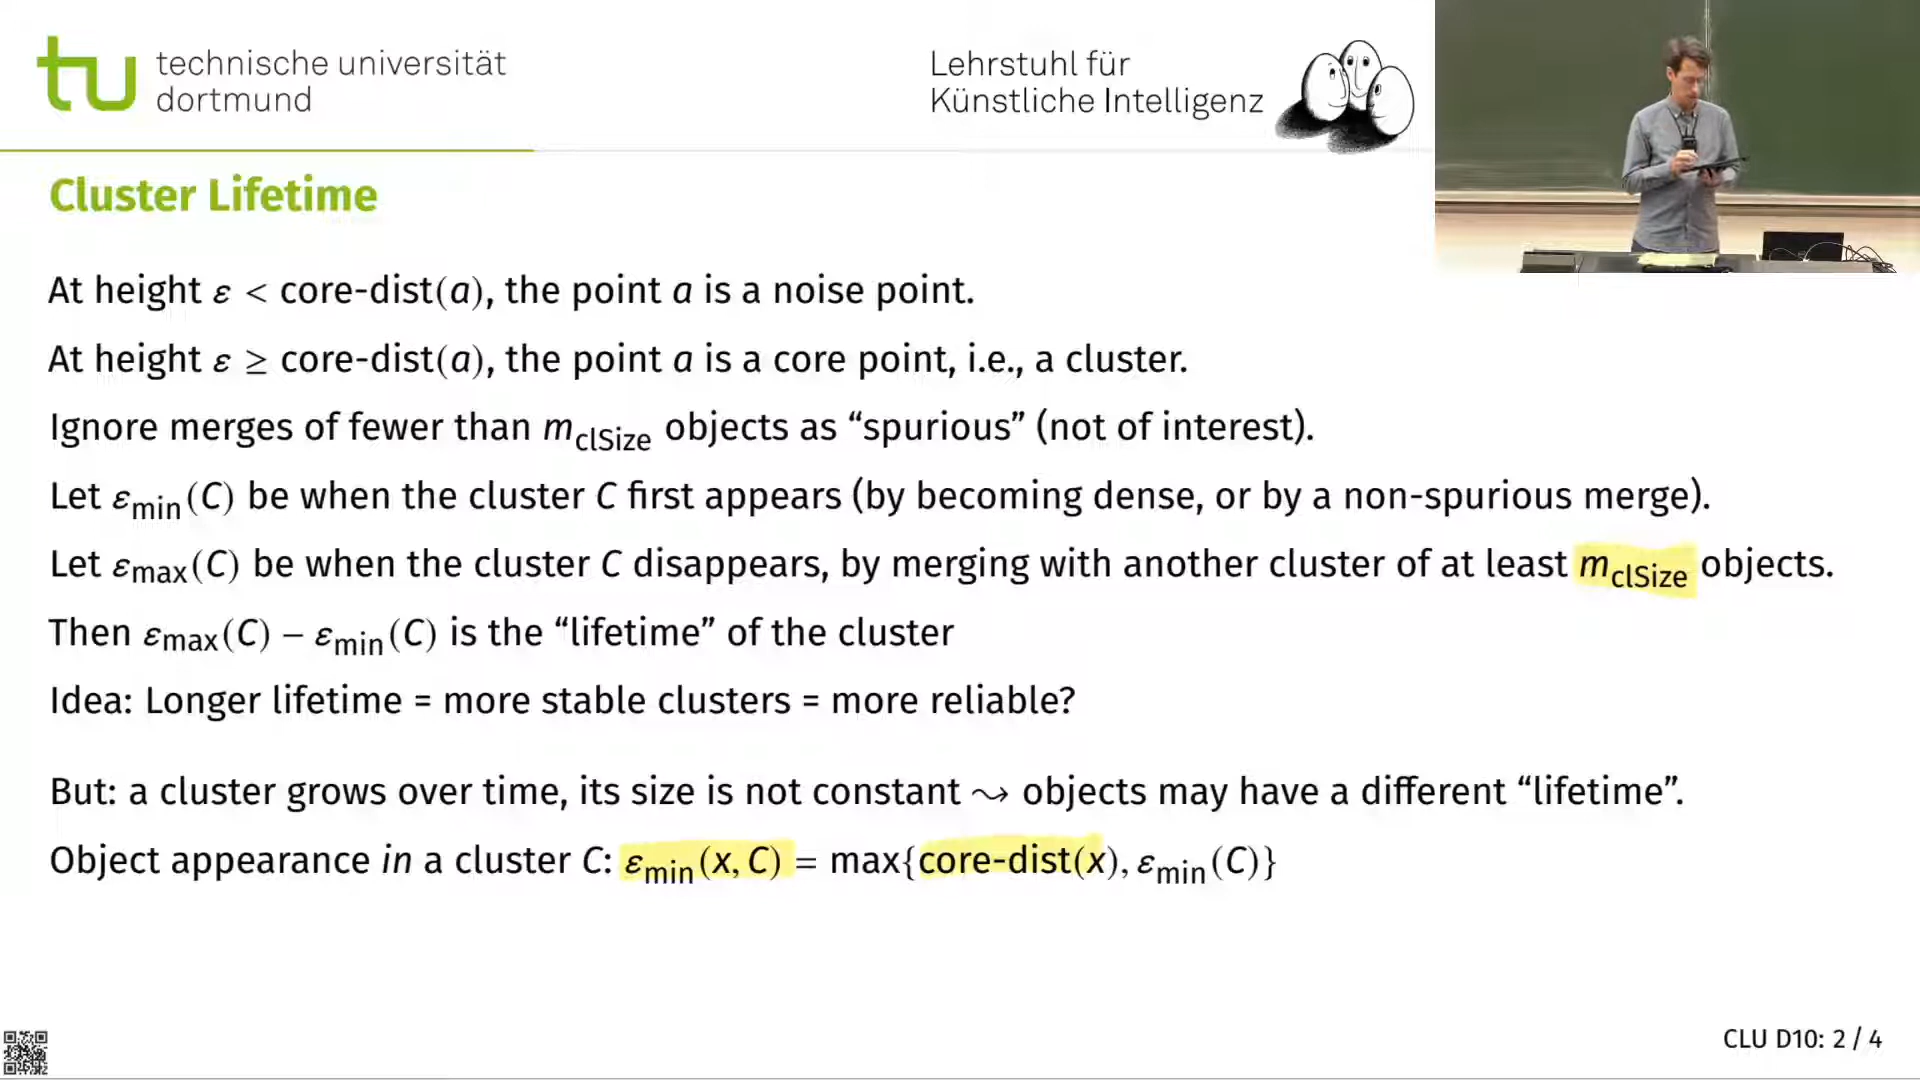 tu technische universität
dortmund
Lehrstuhl für
Künstliche Intelligenz
Cluster Lifetime
At height ε < core-dist(a), the point a is a noise point.
At height ε ≥ core-dist(a), the point a is a core point, i.e., a cluster.
Ignore merges of fewer than m_clSize objects as “spurious” (not of interest).
Let ε_min(C) be when the cluster C first appears (by becoming dense, or by a non-spurious merge).
Let ε_max(C) be when the cluster C disappears, by merging with another cluster of at least m_clSize objects.
Then ε_max(C) − ε_min(C) is the “lifetime” of the cluster
Idea: Longer lifetime = more stable clusters = more reliable?
But: a cluster grows over time, its size is not constant ⤳ objects may have a different “lifetime”.
Object appearance in a cluster C: ε_min(x, C) = max{core-dist(x), ε_min(C)}
CLU D10: 2 / 4